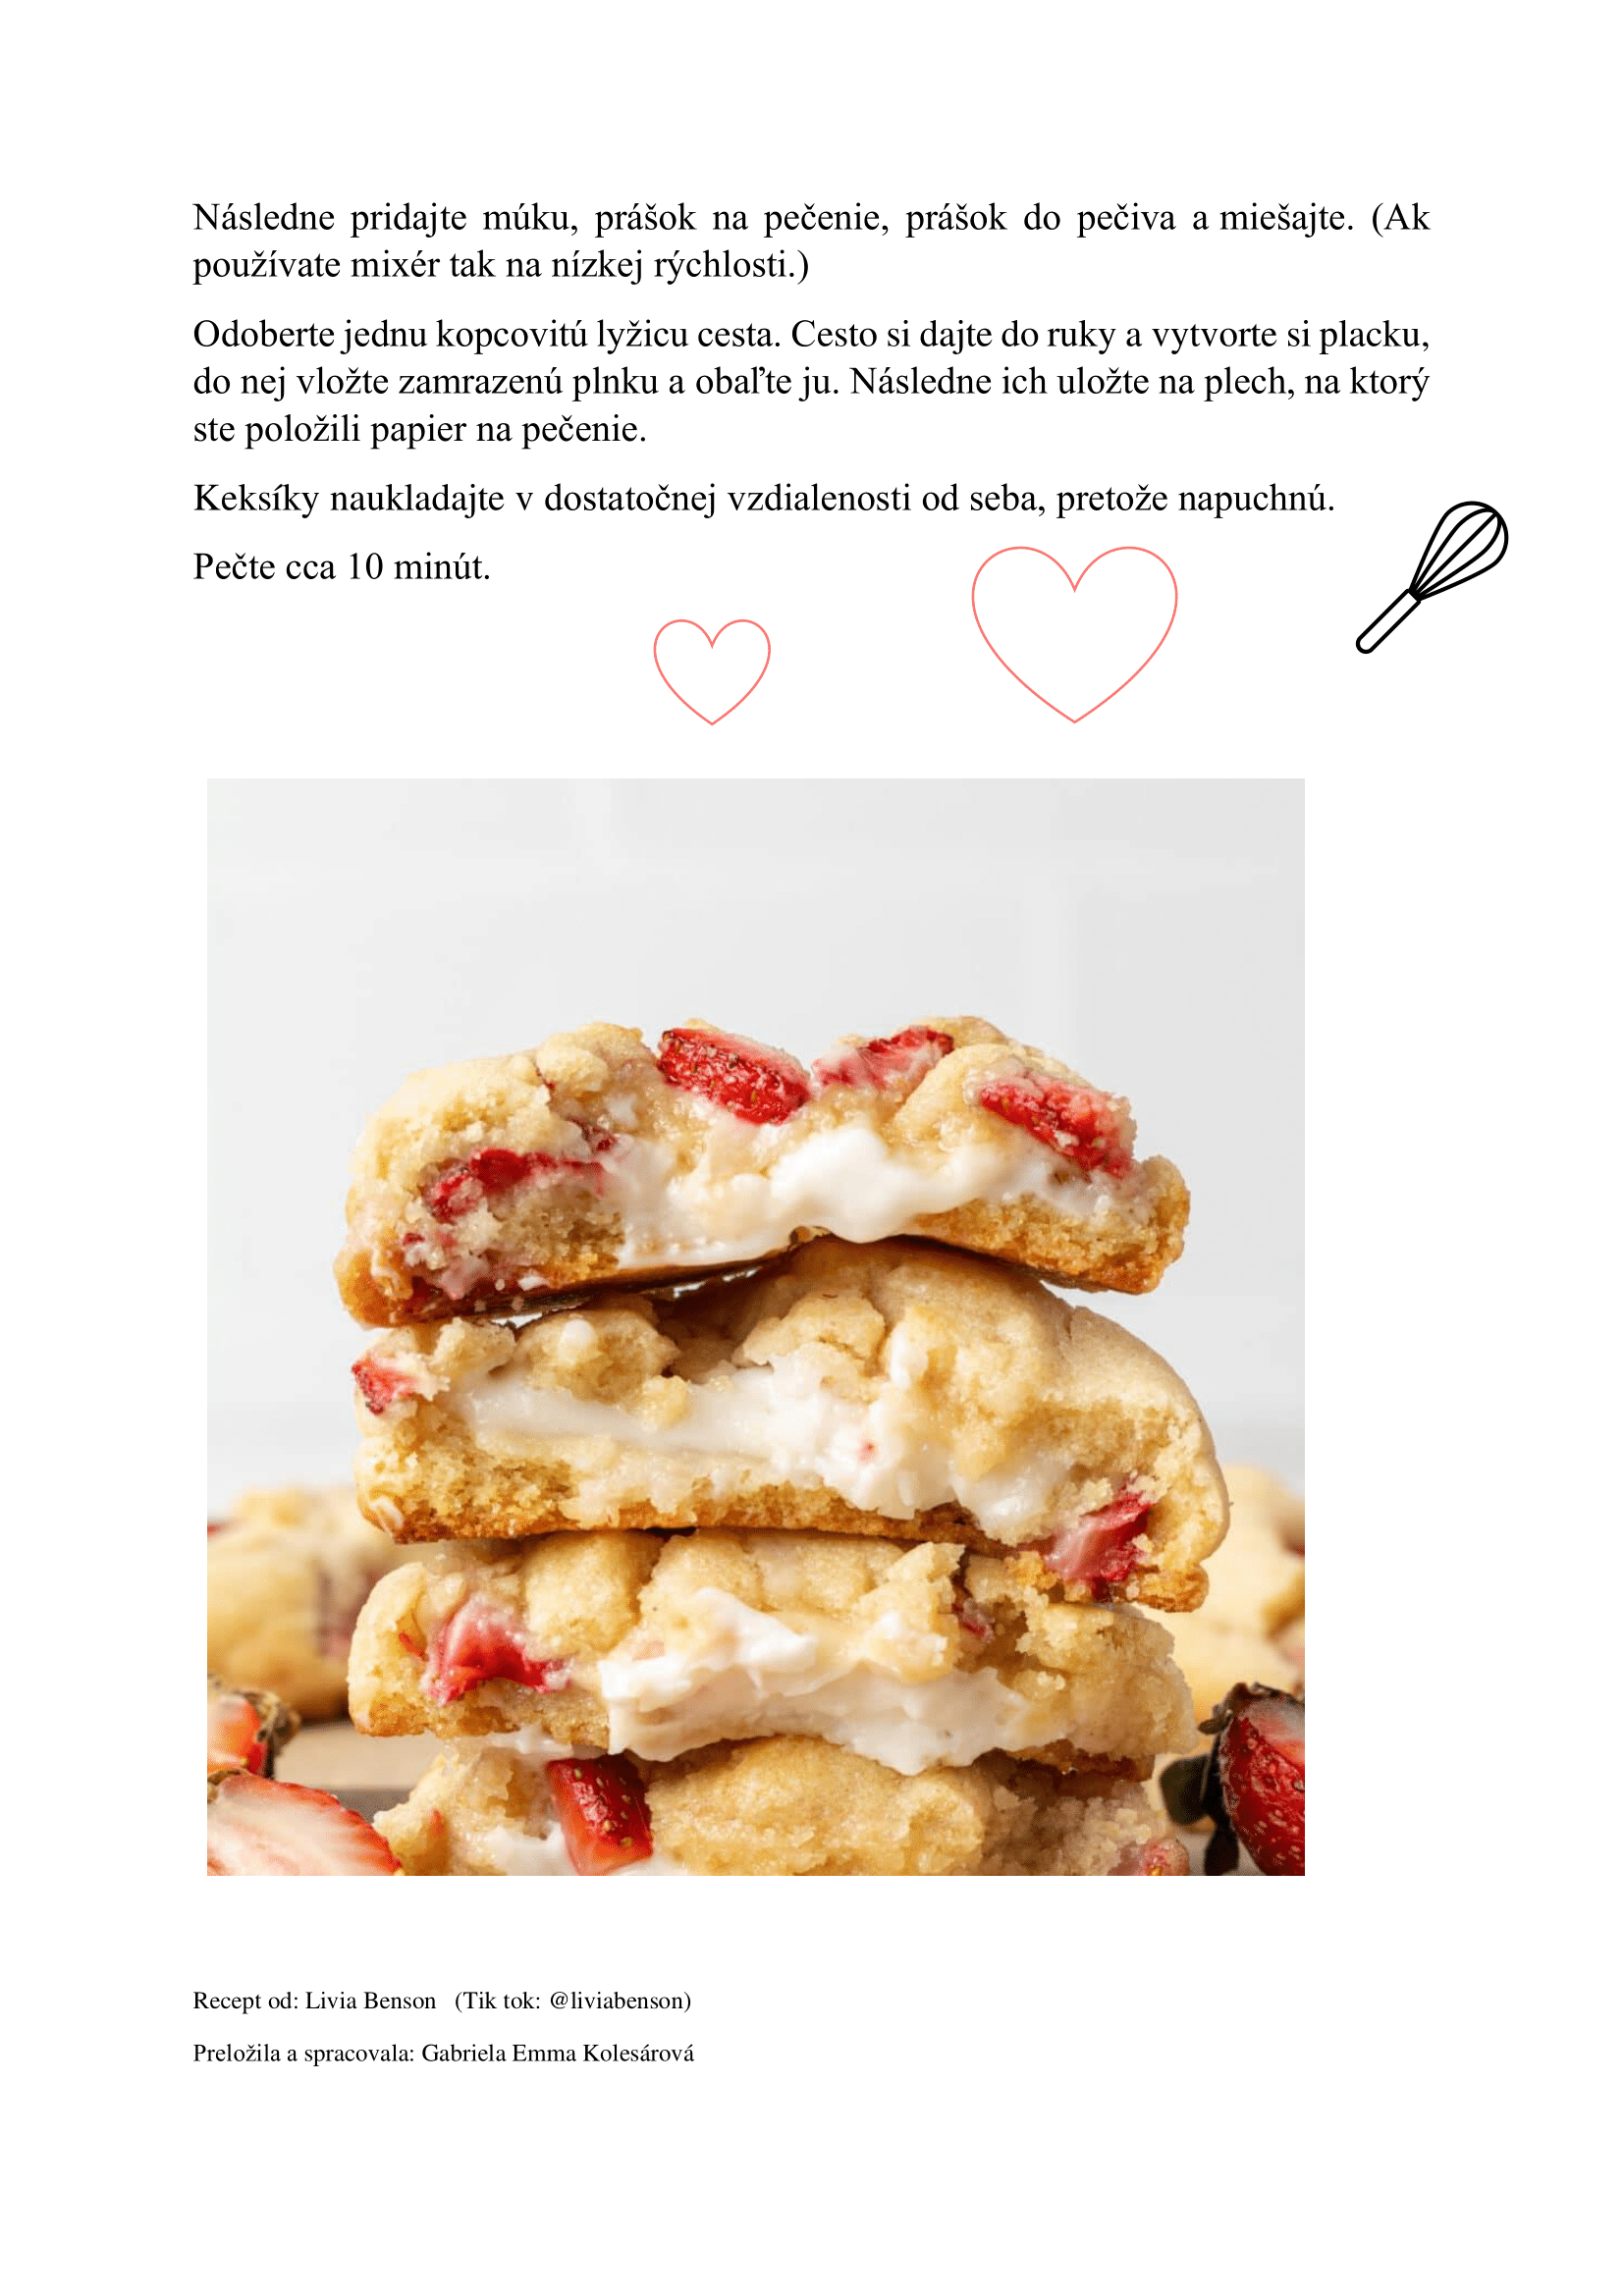 Následne pridajte múku, prášok na pečenie, prášok do pečiva a miešajte. (Ak
používate mixér tak na nízkej rýchlosti.)
Odoberte jednu kopcovitú lyžicu cesta. Cesto si dajte do ruky a vytvorte si placku,
do nej vložte zamrazenú plnku a obaľte ju. Následne ich uložte na plech, na ktorý
ste položili papier na pečenie.
Keksíky naukladajte v dostatočnej vzdialenosti od seba, pretože napuchnú.
Pečte cca 10 minút.
Recept od: Livia Benson (Tik tok: @liviabenson)
Preložila a spracovala: Gabriela Emma Kolesárová